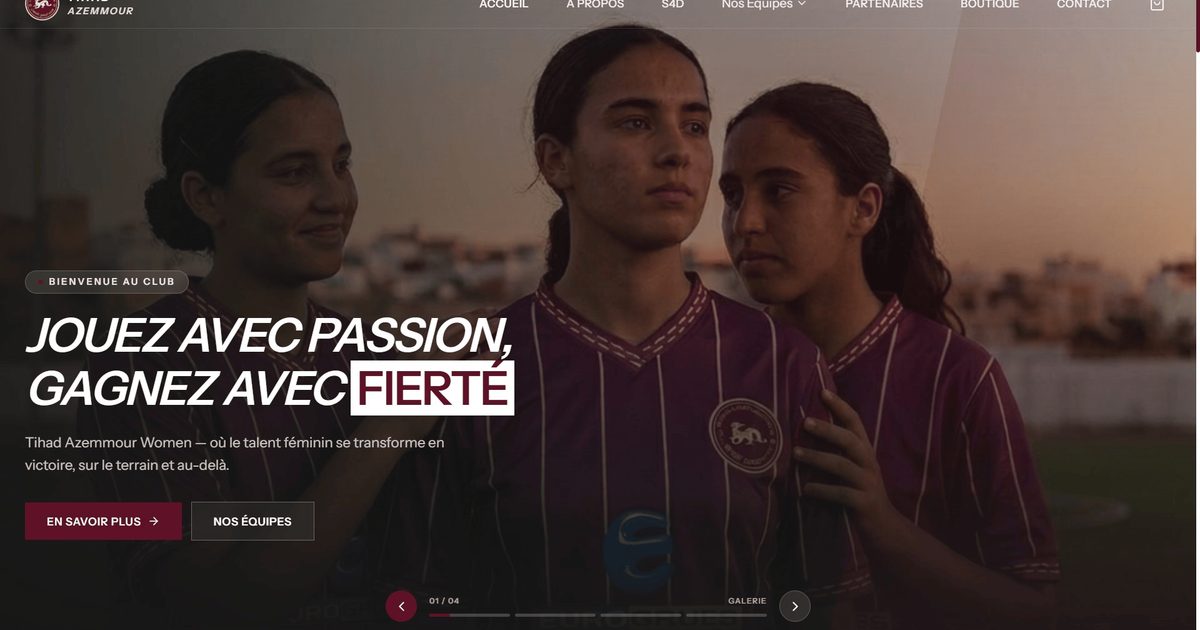 AZEMMOUR
ACCUEIL
À PROPOS
S4D
Nos Équipes
PARTENAIRES
BOUTIQUE
CONTACT
BIENVENUE AU CLUB
JOUEZ AVEC PASSION,
GAGNEZ AVEC FIERTÉ
Tihad Azemmour Women — où le talent féminin se transforme en
victoire, sur le terrain et au-delà.
EN SAVOIR PLUS
NOS ÉQUIPES
01 / 04
GALERIE